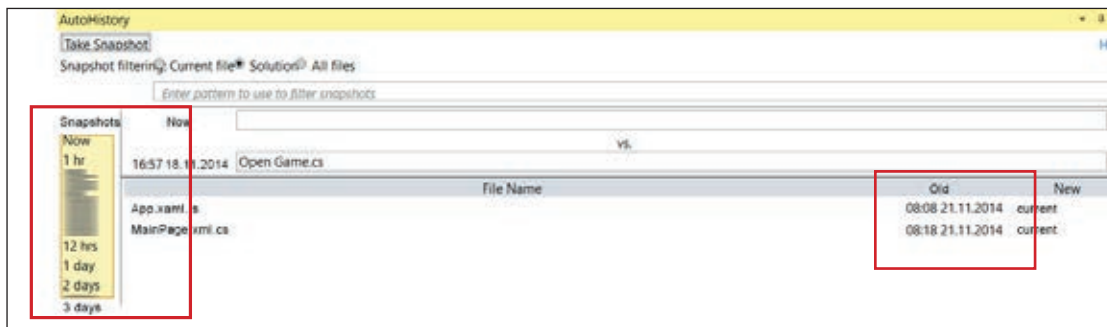 AutoHistory
Take Snapshot
H
Snapshot filtering: Current file Solution All files
Enter pattern to use to filter snapshots
Snapshots Now
Now
vs.
1 hr
16:57 18.11.2014 Open Game.cs
File Name Old New
App.xaml.cs 08:08 21.11.2014 current
MainPage.xml.cs 08:18 21.11.2014 current
12 hrs
1 day
2 days
3 days